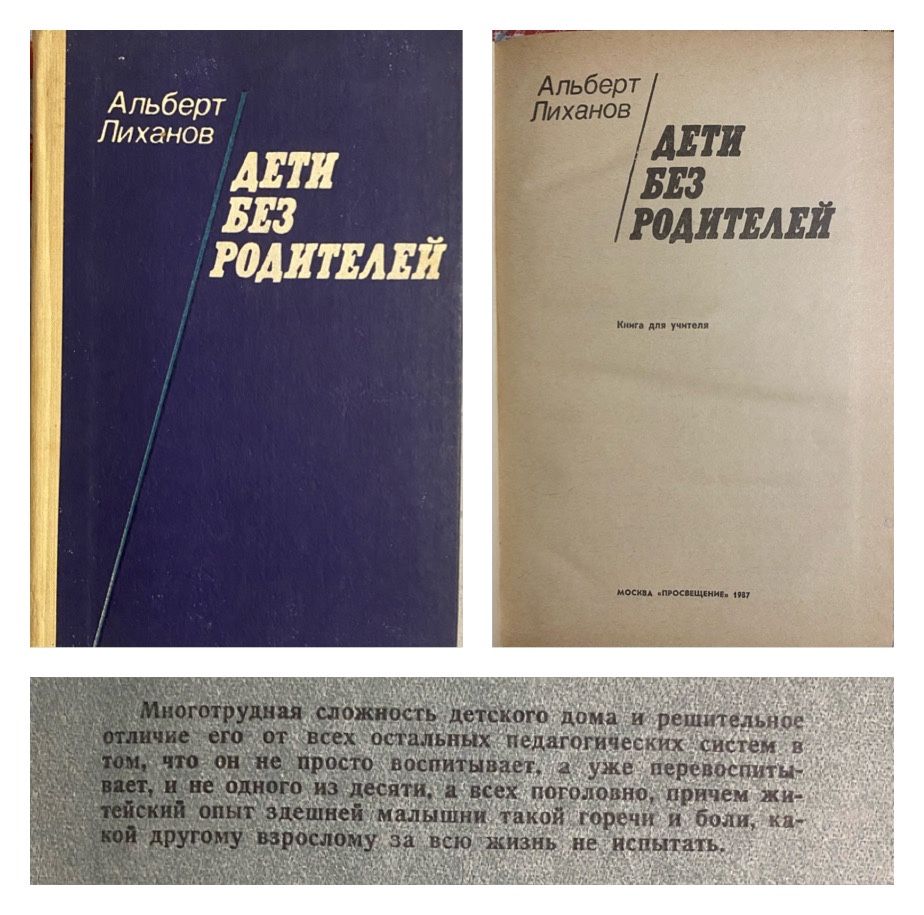 Альберт
Лиханов
ДЕТИ
БЕЗ
РОДИТЕЛЕЙ
Альберт
Лиханов
ДЕТИ
БЕЗ
РОДИТЕЛЕЙ
Книга для учителя
МОСКВА «ПРОСВЕЩЕНИЕ» 1987
Многотрудная сложность детского дома и решительное
отличие его от всех остальных педагогических систем в
том, что он не просто воспитывает, а уже перевоспиты-
вает, и не одного из десяти, а всех поголовно, причем жи-
тейский опыт здешней малышни такой горечи и боли, ка-
кой другому взрослому за всю жизнь не испытать.